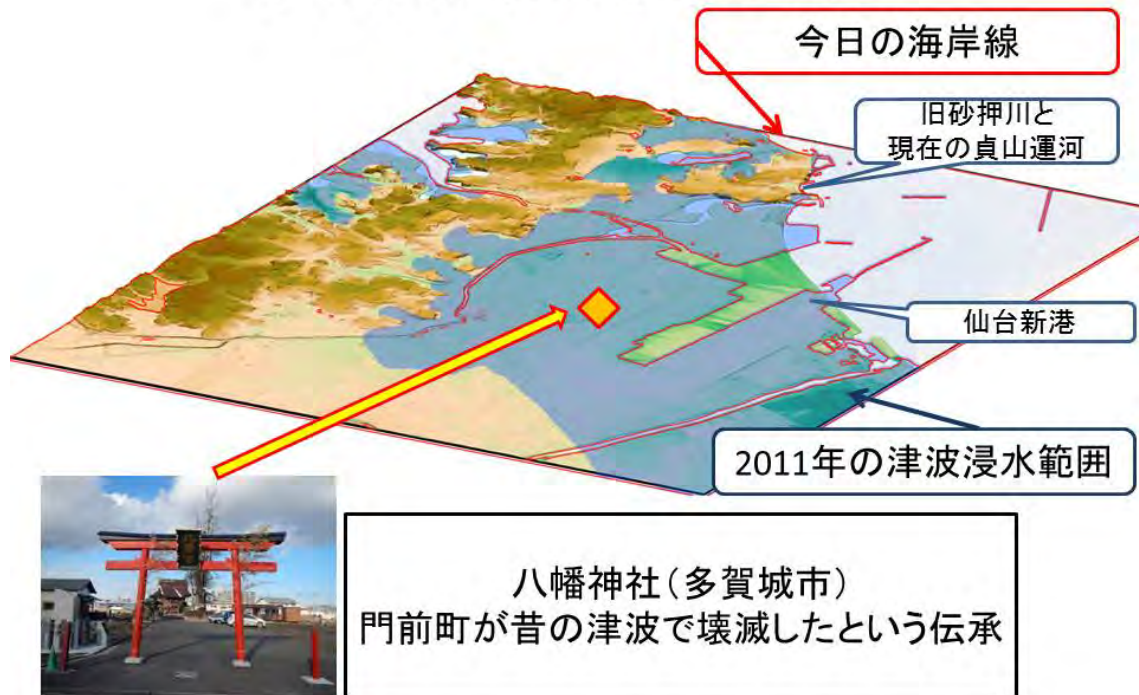 今日の海岸線
旧砂押川と
現在の貞山運河
仙台新港
2011年の津波浸水範囲
八幡神社(多賀城市)
門前町が昔の津波で壊滅したという伝承